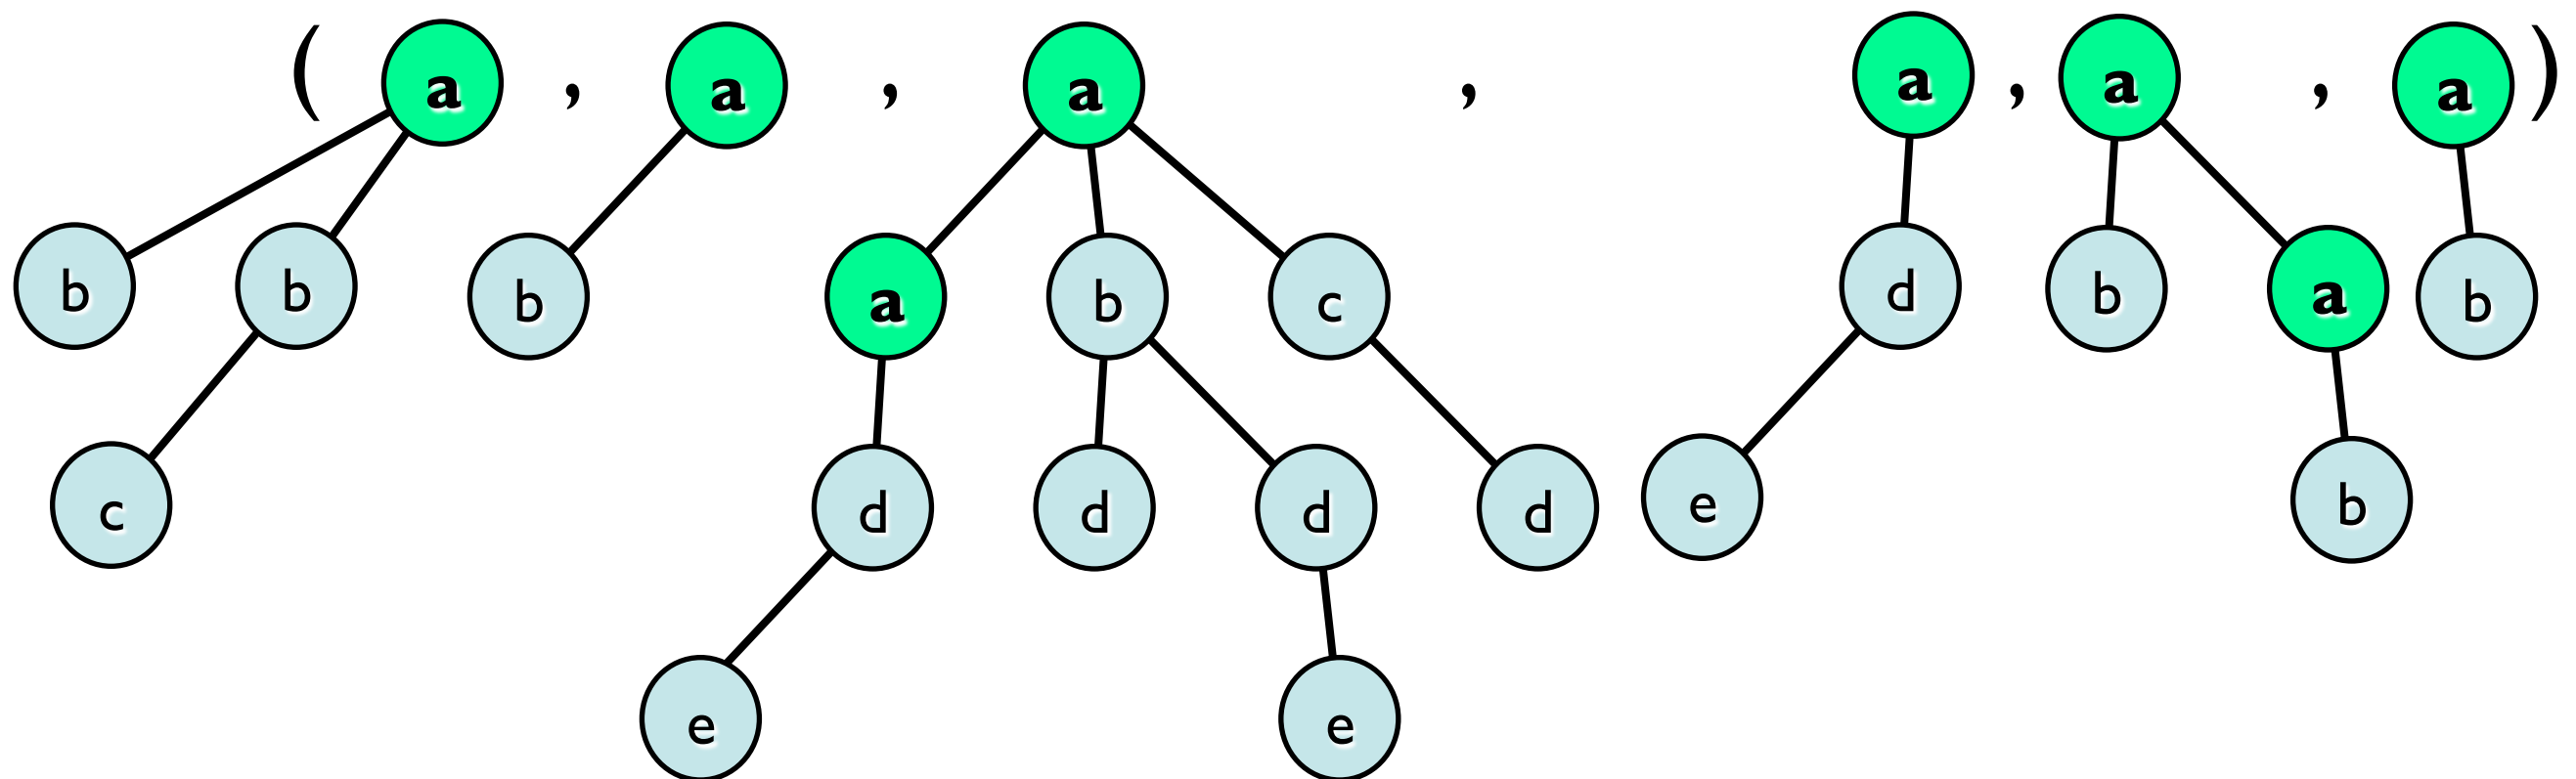 ( a , a , a , a , a , a )
b b b a b c d b a b
c d d d d e b
e e